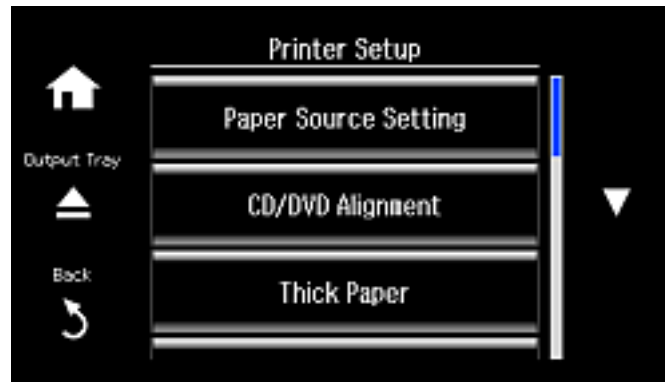 Printer Setup
Paper Source Setting
Output Tray
CD/DVD Alignment
Back
Thick Paper